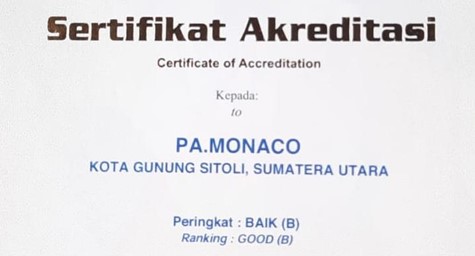 Sertifikat Akreditasi
Certificate of Accreditation
Kepada:
to
PA.MONACO
KOTA GUNUNG SITOLI, SUMATERA UTARA
Peringkat : BAIK (B)
Ranking : GOOD (B)